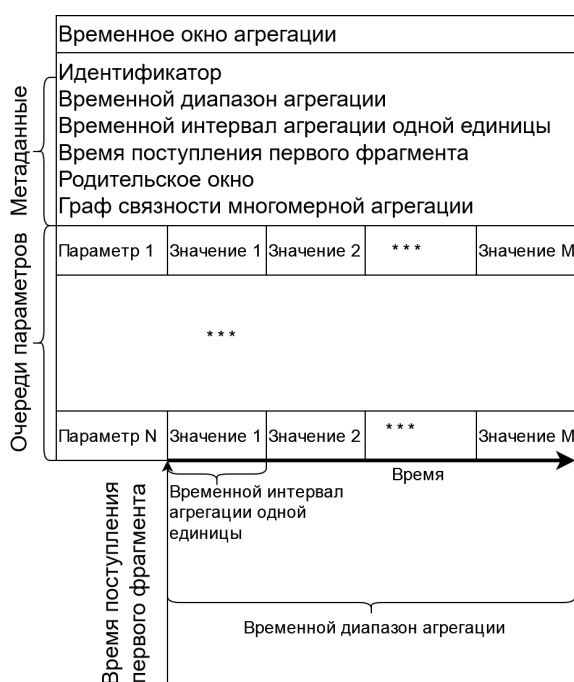 Временное окно агрегации
Метаданные
Идентификатор
Временной диапазон агрегации
Временной интервал агрегации одной единицы
Время поступления первого фрагмента
Родительское окно
Граф связности многомерной агрегации
Очереди параметров
Параметр 1 Значение 1 Значение 2 * * * Значение M
* * *
Параметр N Значение 1 Значение 2 * * * Значение M
Время
Временной интервал
агрегации одной
единицы
Время поступления
первого фрагмента
Временной диапазон агрегации